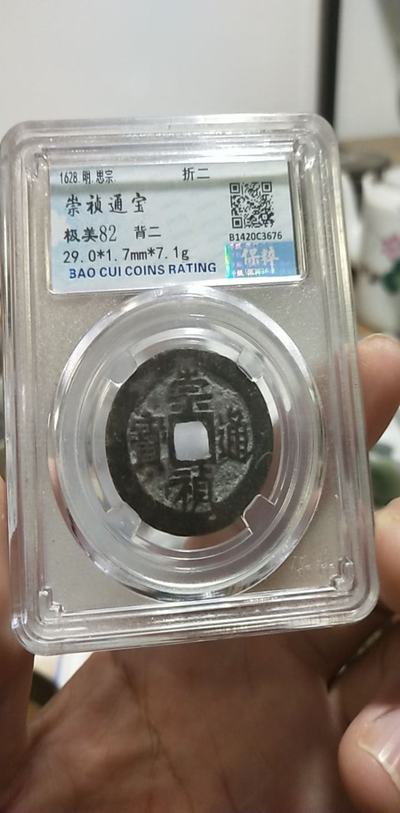 1628.明.思宗 折二
崇祯通宝
极美82 背二
B1420C3676
29.0*1.7mm*7.1g
保粹
BAO CUI COINS RATING
崇
寳 通
禎